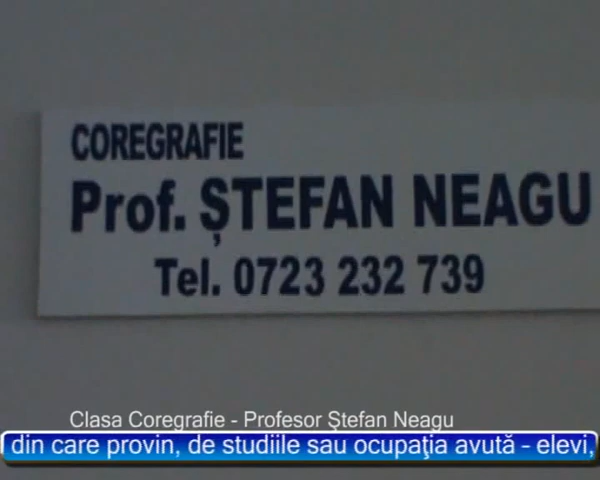 COREGRAFIE
Prof. ȘTEFAN NEAGU
Tel. 0723 232 739
Clasa Coregrafie - Profesor Ştefan Neagu
din care provin, de studiile sau ocupaţia avută - elevi,